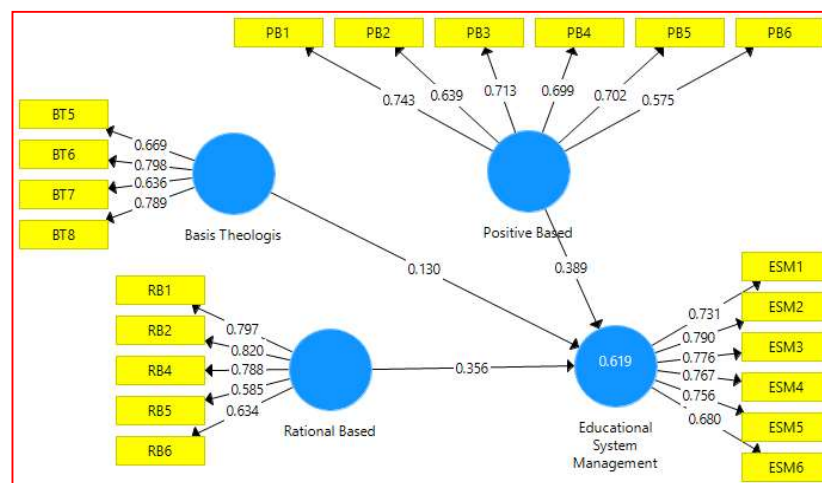 PB1
PB2
PB3
PB4
PB5
PB6
0.743
0.639
0.713
0.699
0.702
0.575
BT5
BT6
BT7
BT8
0.669
0.798
0.636
0.789
Basis Theologis
Positive Based
0.130
0.389
RB1
RB2
RB4
RB5
RB6
0.797
0.820
0.788
0.585
0.634
Rational Based
0.356
0.619
Educational
System
Management
0.731
0.790
0.776
0.767
0.756
0.680
ESM1
ESM2
ESM3
ESM4
ESM5
ESM6